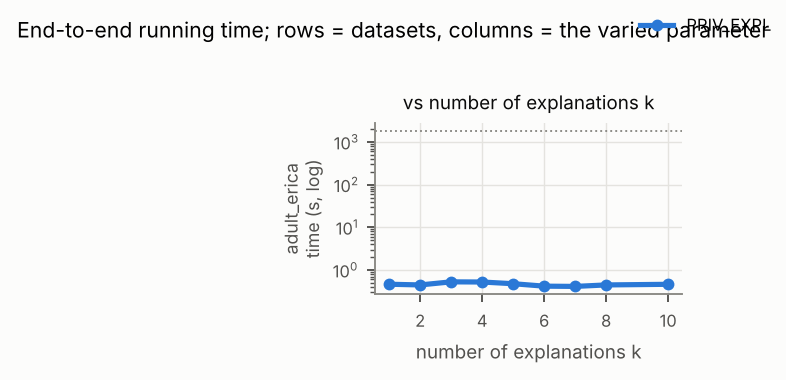 End-to-end running time; rows = datasets, columns = the varied parameter
PRIV_EXPL
vs number of explanations k
adult_erica
time (s, log)
10³
10²
10¹
10⁰
2 4 6 8 10
number of explanations k